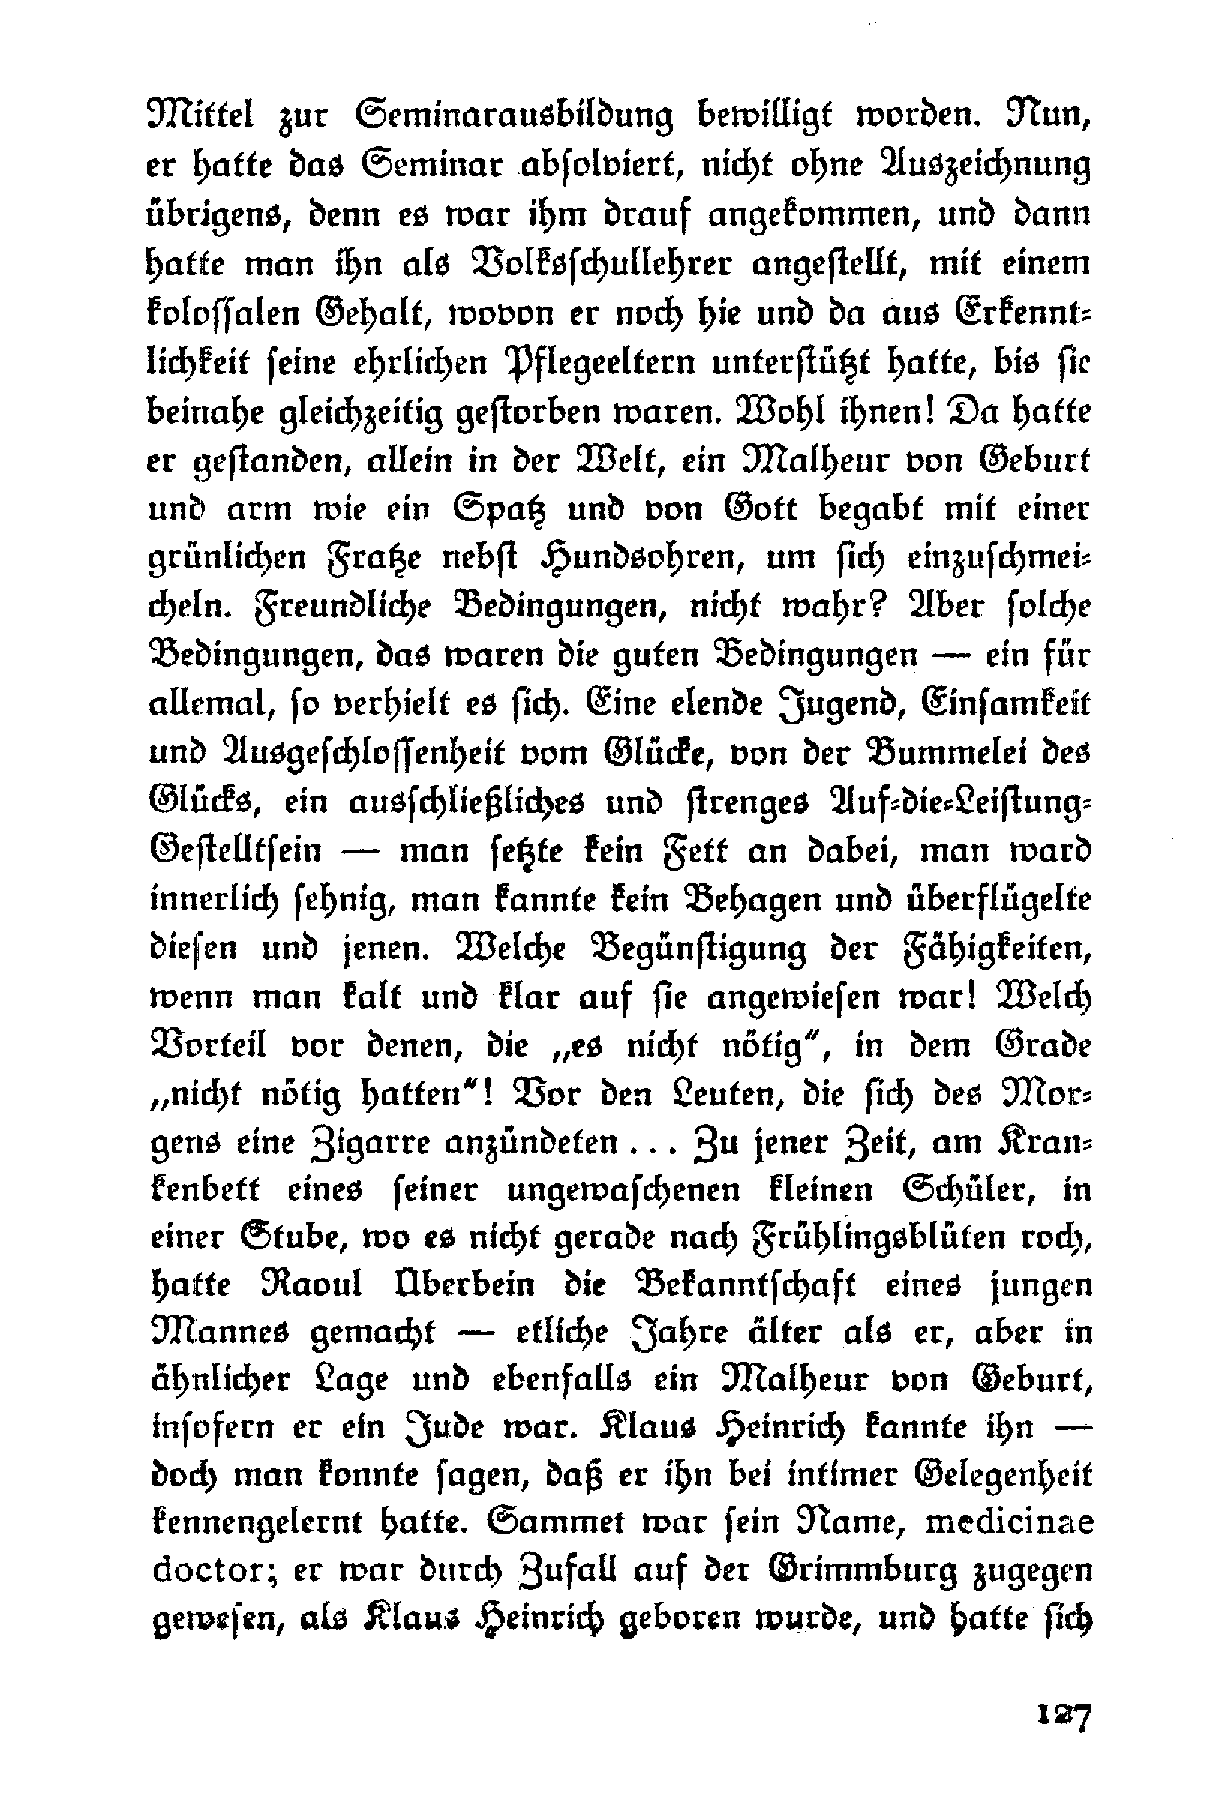 Mittel zur Seminarausbildung bewilligt worden. Nun,
er hatte das Seminar abſolviert, nicht ohne Auszeichnung
übrigens, denn es war ihm drauf angekommen, und dann
hatte man ihn als Volksſchullehrer angeſtellt, mit einem
koloſſalen Gehalt, wovon er noch hie und da aus Erkennt⸗
lichkeit ſeine ehrlichen Pflegeeltern unterſtützt hatte, bis ſie
beinahe gleichzeitig geſtorben waren. Wohl ihnen! Da hatte
er geſtanden, allein in der Welt, ein Malheur von Geburt
und arm wie ein Spatz und von Gott begabt mit einer
grünlichen Fratze nebſt Hundsohren, um ſich einzuſchmei⸗
cheln. Freundliche Bedingungen, nicht wahr? Aber ſolche
Bedingungen, das waren die guten Bedingungen — ein für
allemal, ſo verhielt es ſich. Eine elende Jugend, Einſamkeit
und Ausgeſchloſſenheit vom Glücke, von der Bummelei des
Glücks, ein ausſchließliches und ſtrenges Auf⸗die⸗Leiſtung⸗
Geſtelltſein — man ſetzte kein Fett an dabei, man ward
innerlich ſehnig, man kannte kein Behagen und überflügelte
dieſen und jenen. Welche Begünſtigung der Fähigkeiten,
wenn man kalt und klar auf ſie angewieſen war! Welch
Vorteil vor denen, die „es nicht nötig“, in dem Grade
„nicht nötig hatten“! Vor den Leuten, die ſich des Mor⸗
gens eine Zigarre anzündeten ... Zu jener Zeit, am Kran⸗
kenbett eines ſeiner ungewaſchenen kleinen Schüler, in
einer Stube, wo es nicht gerade nach Frühlingsblüten roch,
hatte Raoul Überbein die Bekanntſchaft eines jungen
Mannes gemacht — etliche Jahre älter als er, aber in
ähnlicher Lage und ebenfalls ein Malheur von Geburt,
inſofern er ein Jude war. Klaus Heinrich kannte ihn —
doch man konnte ſagen, daß er ihn bei intimer Gelegenheit
kennengelernt hatte. Sammet war ſein Name, medicinae
doctor; er war durch Zufall auf der Grimmburg zugegen
geweſen, als Klaus Heinrich geboren wurde, und hatte ſich
127